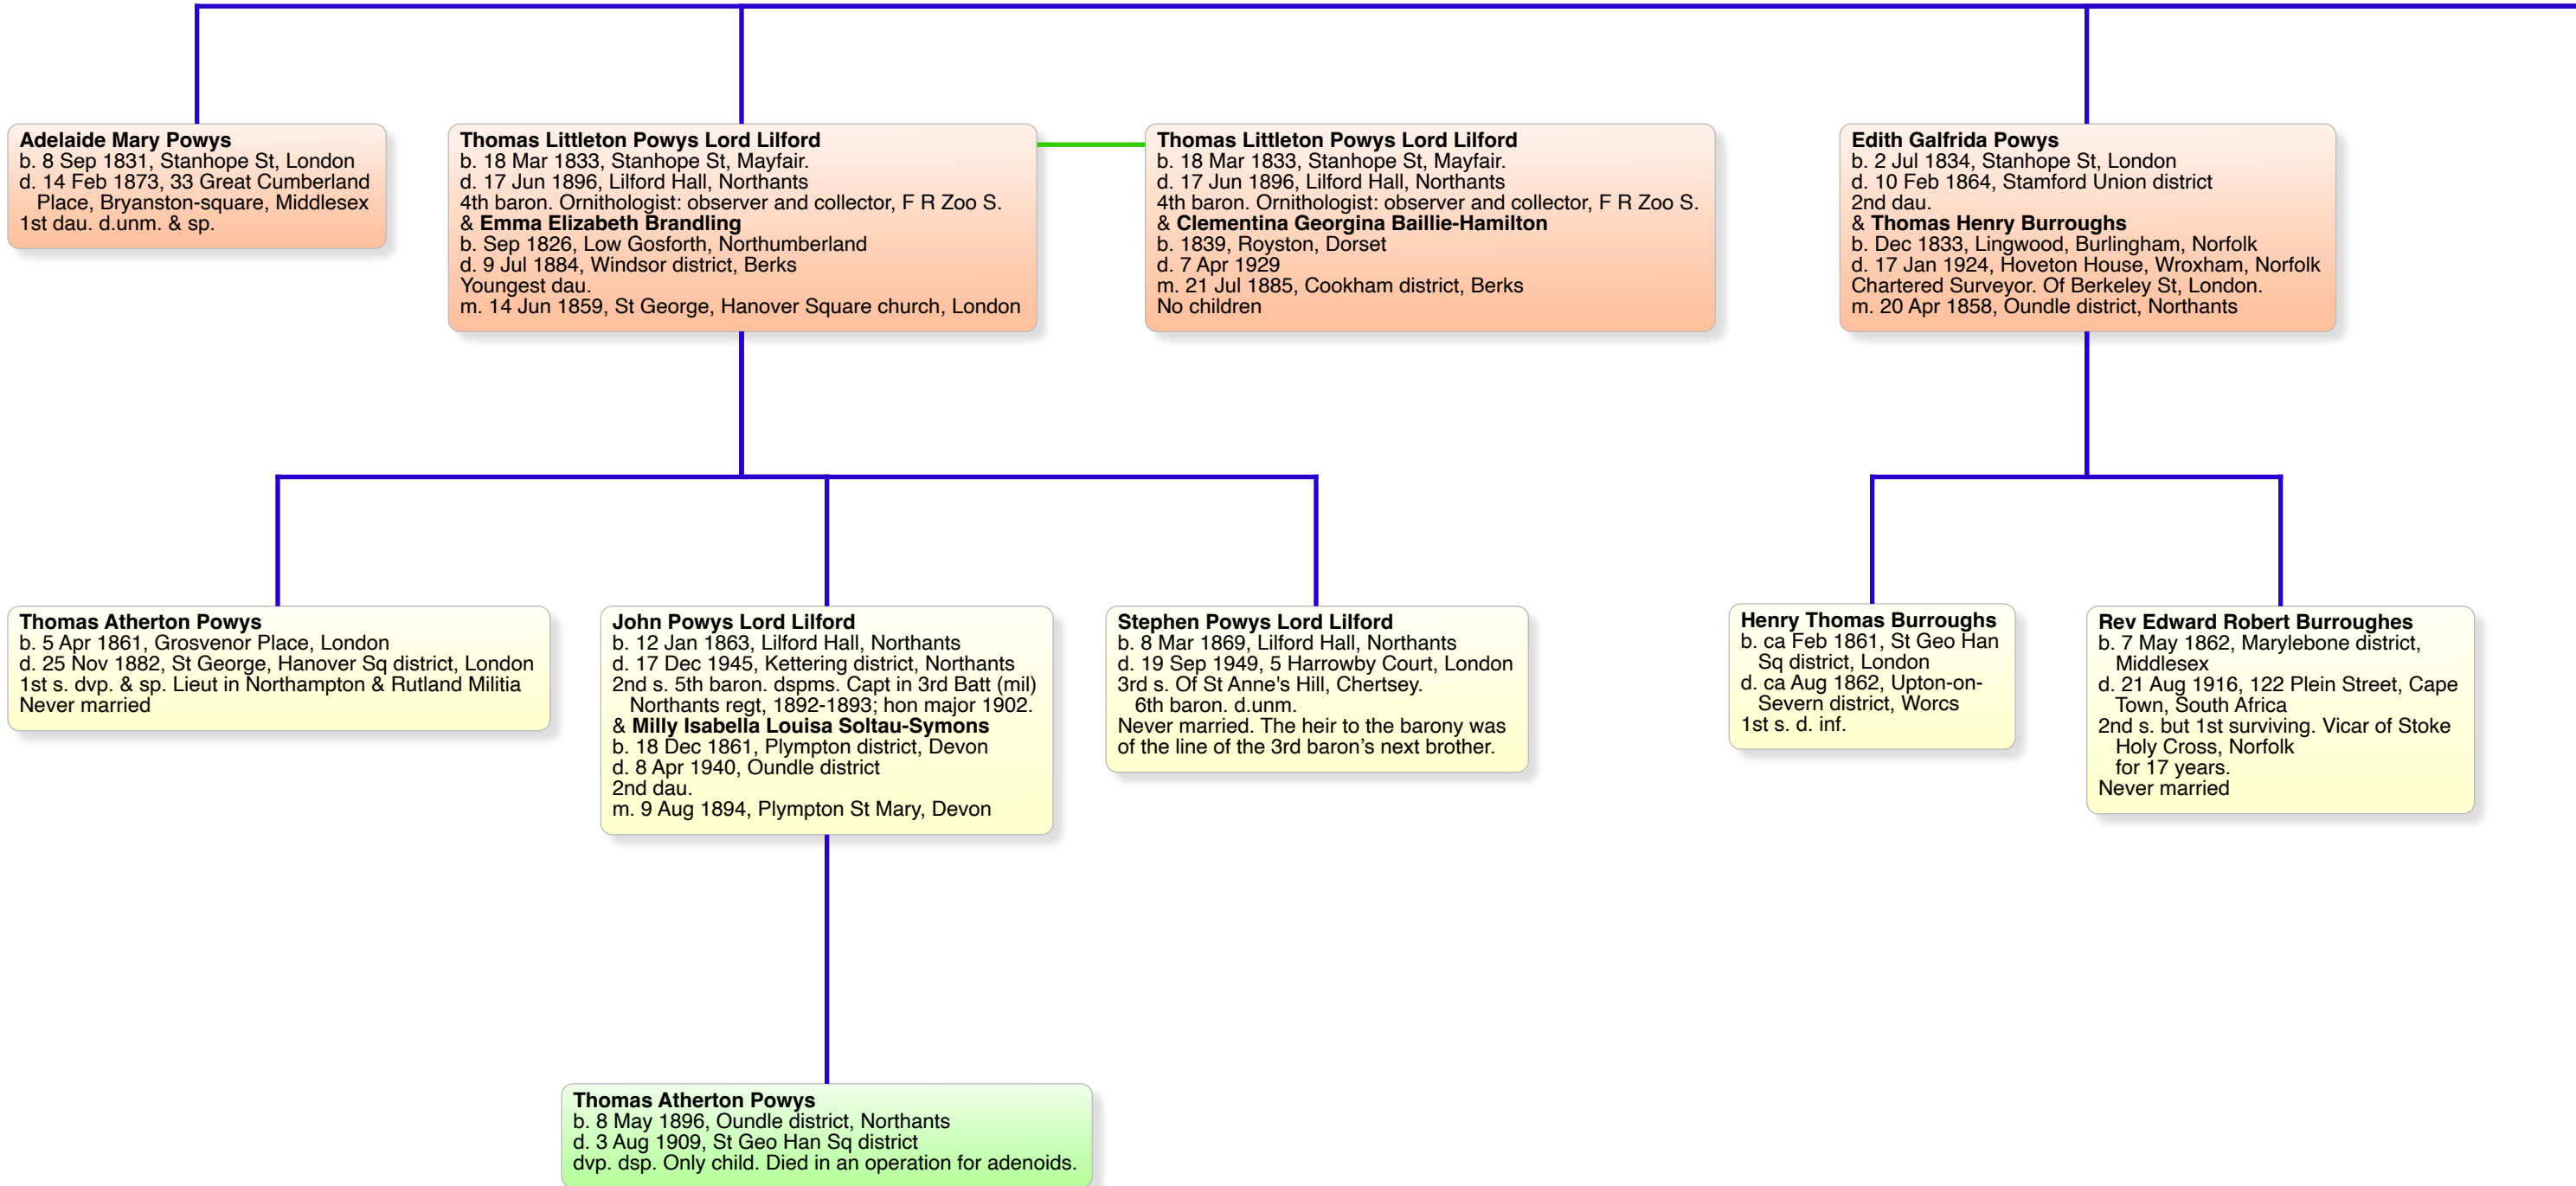 Adelaide Mary Powys
b. 8 Sep 1831, Stanhope St, London
d. 14 Feb 1873, 33 Great Cumberland
Place, Bryanston-square, Middlesex
1st dau. d.unm. & sp.
Thomas Littleton Powys Lord Lilford
b. 18 Mar 1833, Stanhope St, Mayfair.
d. 17 Jun 1896, Lilford Hall, Northants
4th baron. Ornithologist: observer and collector, F R Zoo S.
& Emma Elizabeth Brandling
b. Sep 1826, Low Gosforth, Northumberland
d. 9 Jul 1884, Windsor district, Berks
Youngest dau.
m. 14 Jun 1859, St George, Hanover Square church, London
Thomas Littleton Powys Lord Lilford
b. 18 Mar 1833, Stanhope St, Mayfair.
d. 17 Jun 1896, Lilford Hall, Northants
4th baron. Ornithologist: observer and collector, F R Zoo S.
& Clementina Georgina Baillie-Hamilton
b. 1839, Royston, Dorset
d. 7 Apr 1929
m. 21 Jul 1885, Cookham district, Berks
No children
Edith Galfrida Powys
b. 2 Jul 1834, Stanhope St, London
d. 10 Feb 1864, Stamford Union district
2nd dau.
& Thomas Henry Burroughs
b. Dec 1833, Lingwood, Burlingham, Norfolk
d. 17 Jan 1924, Hoveton House, Wroxham, Norfolk
Chartered Surveyor. Of Berkeley St, London.
m. 20 Apr 1858, Oundle district, Northants
Thomas Atherton Powys
b. 5 Apr 1861, Grosvenor Place, London
d. 25 Nov 1882, St George, Hanover Sq district, London
1st s. dvp. & sp. Lieut in Northampton & Rutland Militia
Never married
John Powys Lord Lilford
b. 12 Jan 1863, Lilford Hall, Northants
d. 17 Dec 1945, Kettering district, Northants
2nd s. 5th baron. dspms. Capt in 3rd Batt (mil)
Northants regt, 1892-1893; hon major 1902.
& Milly Isabella Louisa Soltau-Symons
b. 18 Dec 1861, Plympton district, Devon
d. 8 Apr 1940, Oundle district
2nd dau.
m. 9 Aug 1894, Plympton St Mary, Devon
Stephen Powys Lord Lilford
b. 8 Mar 1869, Lilford Hall, Northants
d. 19 Sep 1949, 5 Harrowby Court, London
3rd s. Of St Anne's Hill, Chertsey.
6th baron. d.unm.
Never married. The heir to the barony was
of the line of the 3rd baron’s next brother.
Henry Thomas Burroughs
b. ca Feb 1861, St Geo Han
Sq district, London
d. ca Aug 1862, Upton-on-
Severn district, Worcs
1st s. d. inf.
Rev Edward Robert Burroughes
b. 7 May 1862, Marylebone district,
Middlesex
d. 21 Aug 1916, 122 Plein Street, Cape
Town, South Africa
2nd s. but 1st surviving. Vicar of Stoke
Holy Cross, Norfolk
for 17 years.
Never married
Thomas Atherton Powys
b. 8 May 1896, Oundle district, Northants
d. 3 Aug 1909, St Geo Han Sq district
dvp. dsp. Only child. Died in an operation for adenoids.